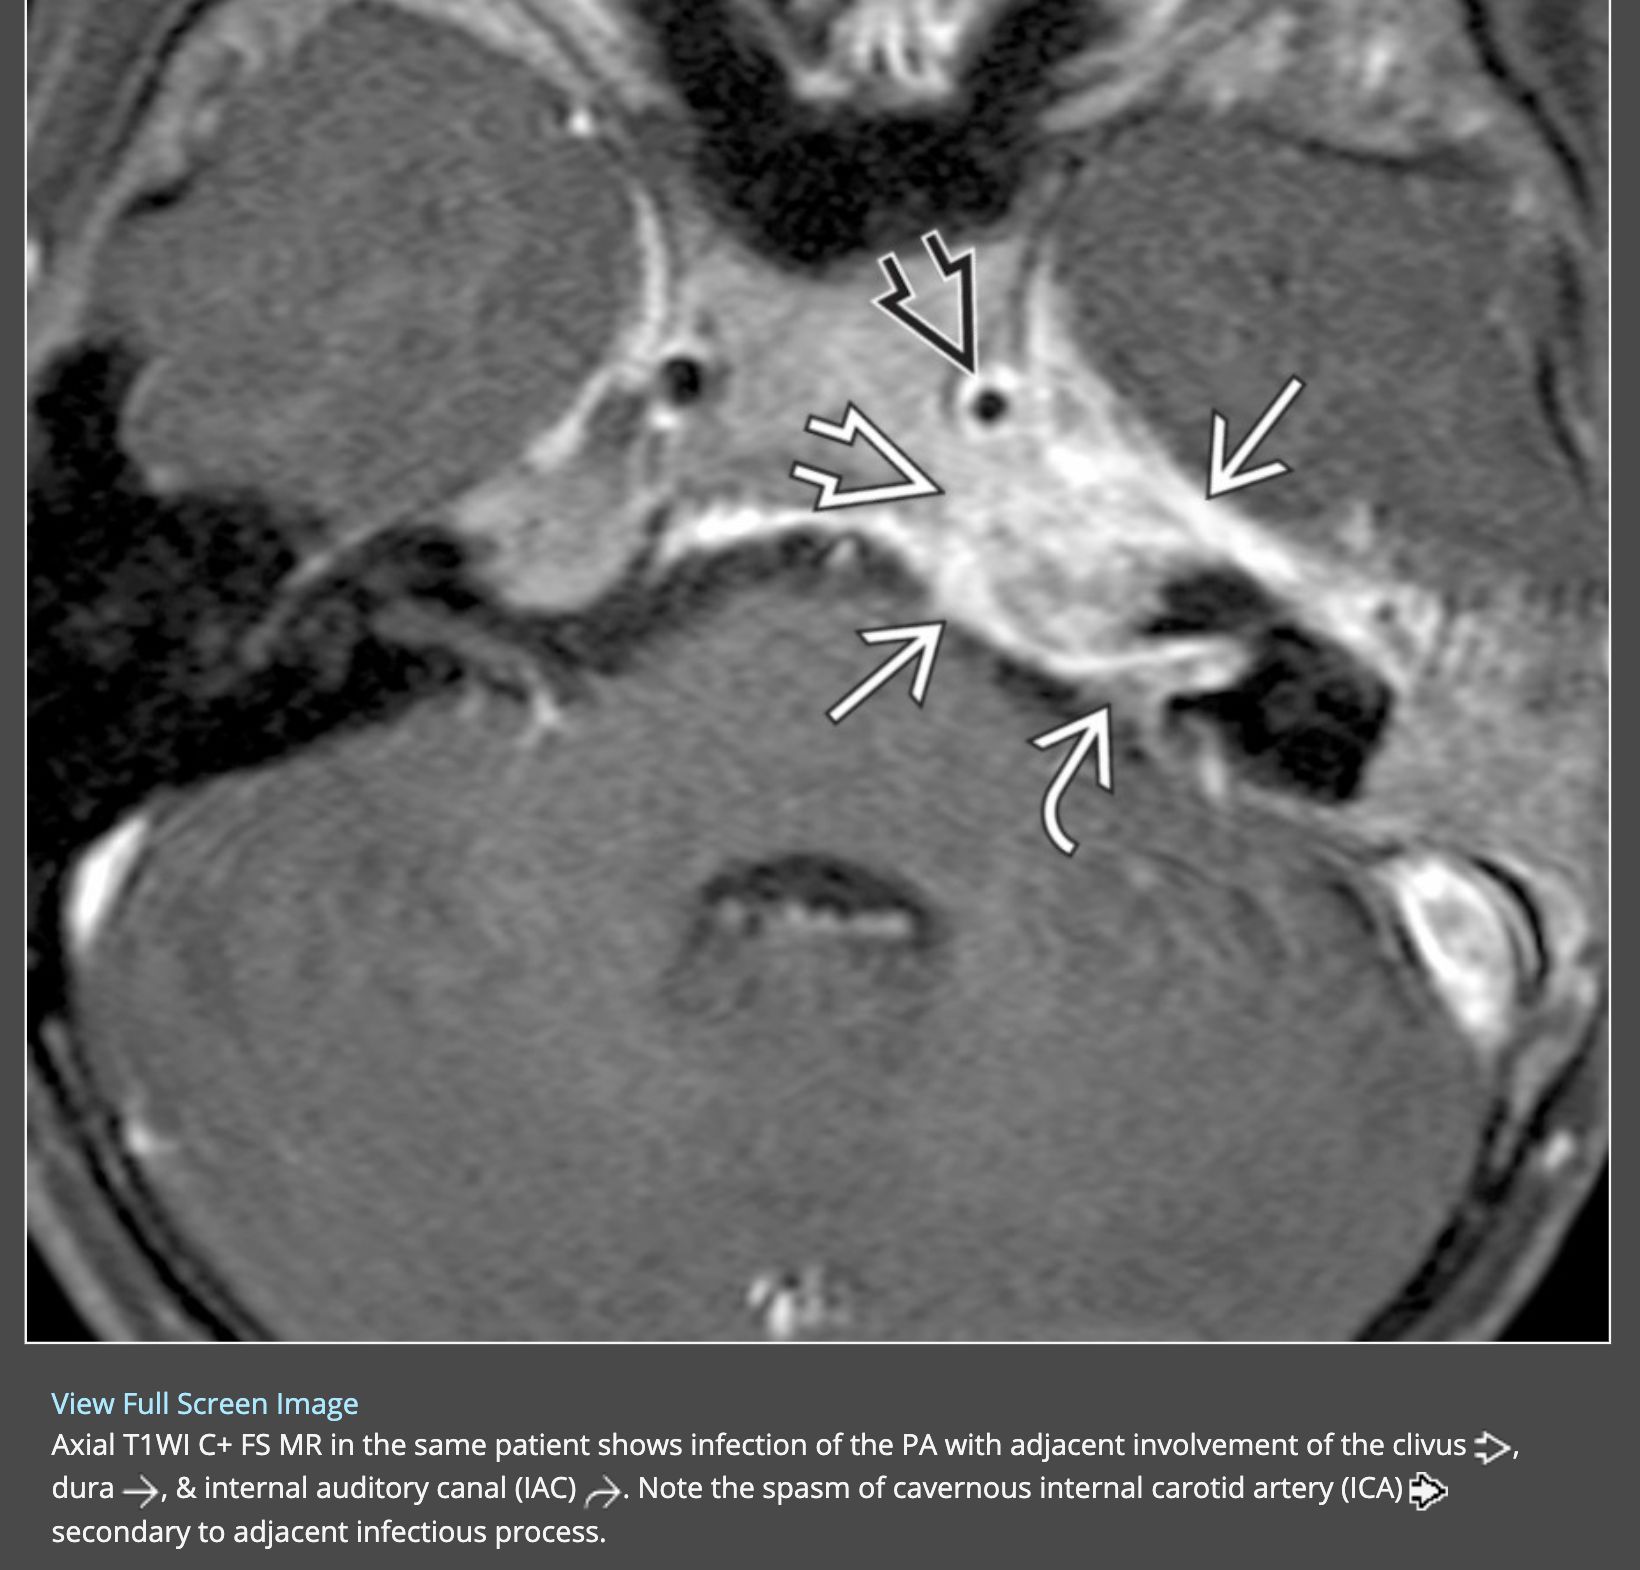 View Full Screen Image
Axial T1WI C+ FS MR in the same patient shows infection of the PA with adjacent involvement of the clivus ,
dura , & internal auditory canal (IAC) . Note the spasm of cavernous internal carotid artery (ICA)
secondary to adjacent infectious process.